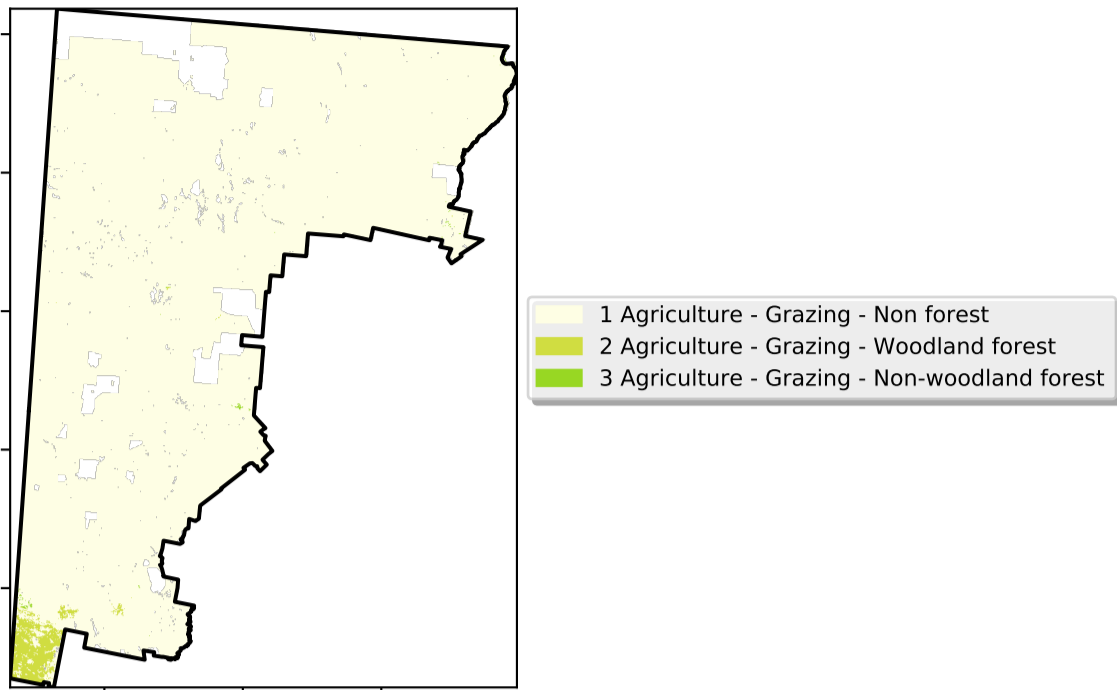 1 Agriculture - Grazing - Non forest
2 Agriculture - Grazing - Woodland forest
3 Agriculture - Grazing - Non-woodland forest